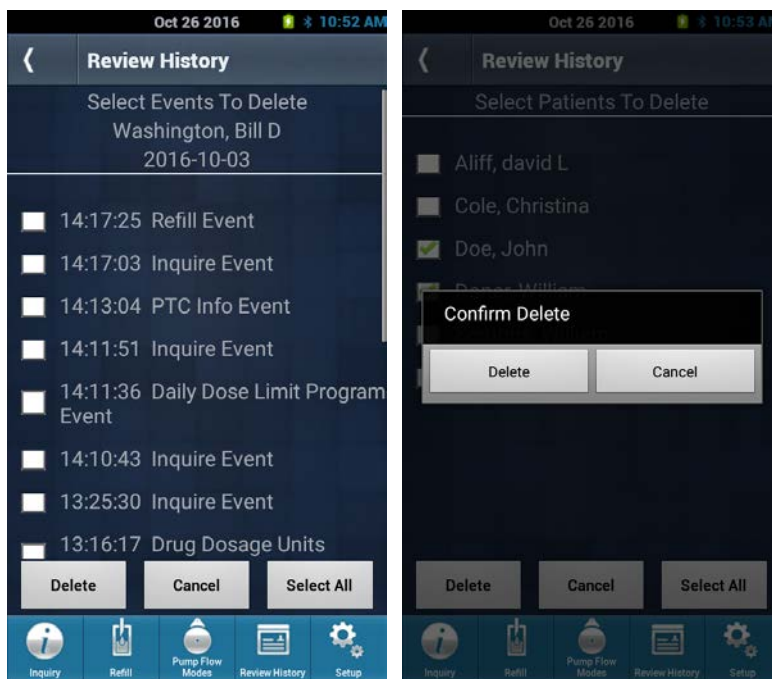 Oct 26 2016 10:52 AM
Review History
Select Events To Delete
Washington, Bill D
2016-10-03
14:17:25 Refill Event
14:17:03 Inquire Event
14:13:04 PTC Info Event
14:11:51 Inquire Event
14:11:36 Daily Dose Limit Program
Event
14:10:43 Inquire Event
13:25:30 Inquire Event
13:16:17 Drug Dosage Units
Delete Cancel Select All
Inquiry Refill Pump Flow Modes Review History Setup
Oct 26 2016 10:53 AM
Review History
Select Patients To Delete
Aliff, david L
Cole, Christina
Doe, John
Confirm Delete
Delete Cancel
Delete Cancel Select All
Inquiry Refill Pump Flow Modes Review History Setup